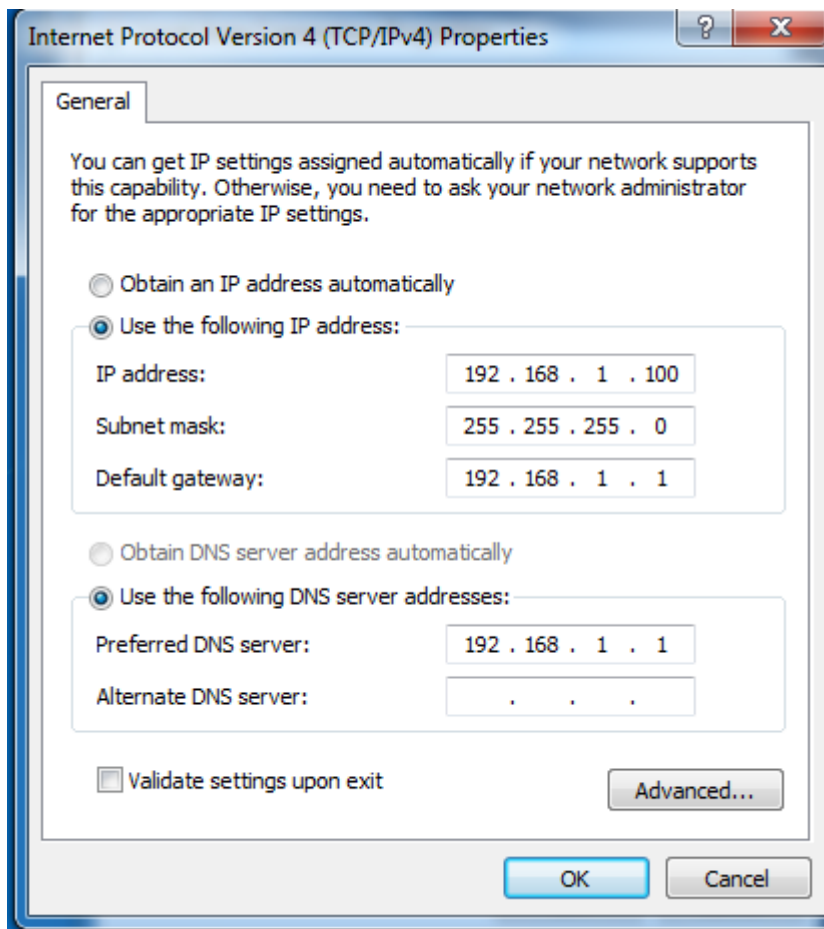 Internet Protocol Version 4 (TCP/IPv4) Properties
?
X
General
You can get IP settings assigned automatically if your network supports
this capability. Otherwise, you need to ask your network administrator
for the appropriate IP settings.
Obtain an IP address automatically
Use the following IP address:
IP address: 192 . 168 . 1 . 100
Subnet mask: 255 . 255 . 255 . 0
Default gateway: 192 . 168 . 1 . 1
Obtain DNS server address automatically
Use the following DNS server addresses:
Preferred DNS server: 192 . 168 . 1 . 1
Alternate DNS server: . . .
Validate settings upon exit
Advanced...
OK Cancel